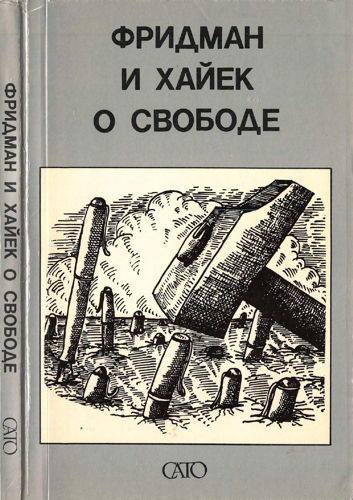 ФРИДМАН И ХАЙЕК О СВОБОДЕ
CATO
ФРИДМАН
И ХАЙЕК
О СВОБОДЕ
CATO